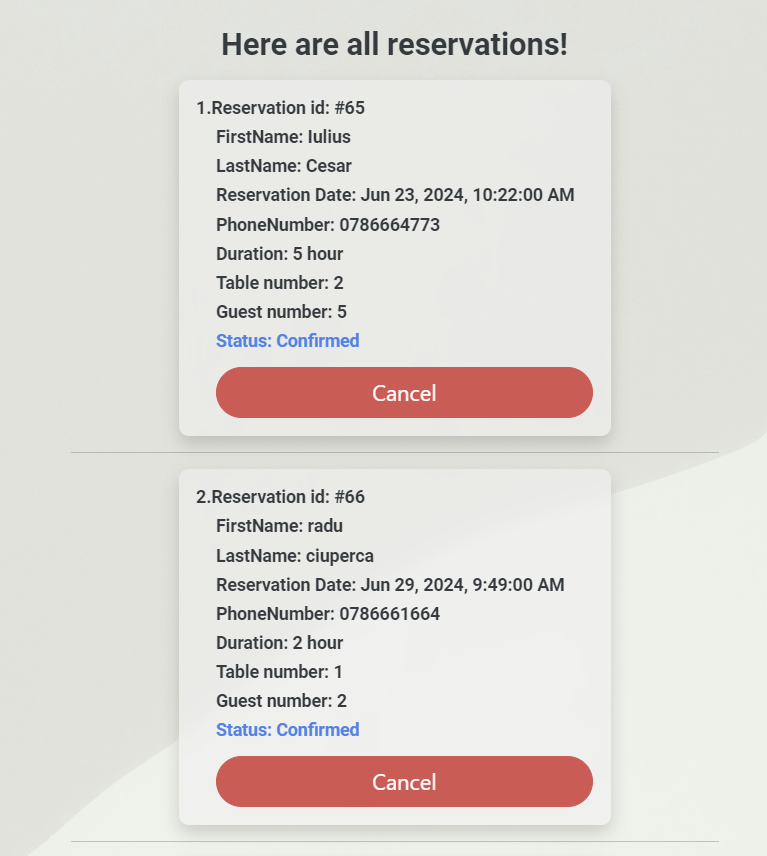 Here are all reservations!
1.Reservation id: #65
FirstName: Iulius
LastName: Cesar
Reservation Date: Jun 23, 2024, 10:22:00 AM
PhoneNumber: 0786664773
Duration: 5 hour
Table number: 2
Guest number: 5
Status: Confirmed
Cancel
2.Reservation id: #66
FirstName: radu
LastName: ciuperca
Reservation Date: Jun 29, 2024, 9:49:00 AM
PhoneNumber: 0786661664
Duration: 2 hour
Table number: 1
Guest number: 2
Status: Confirmed
Cancel